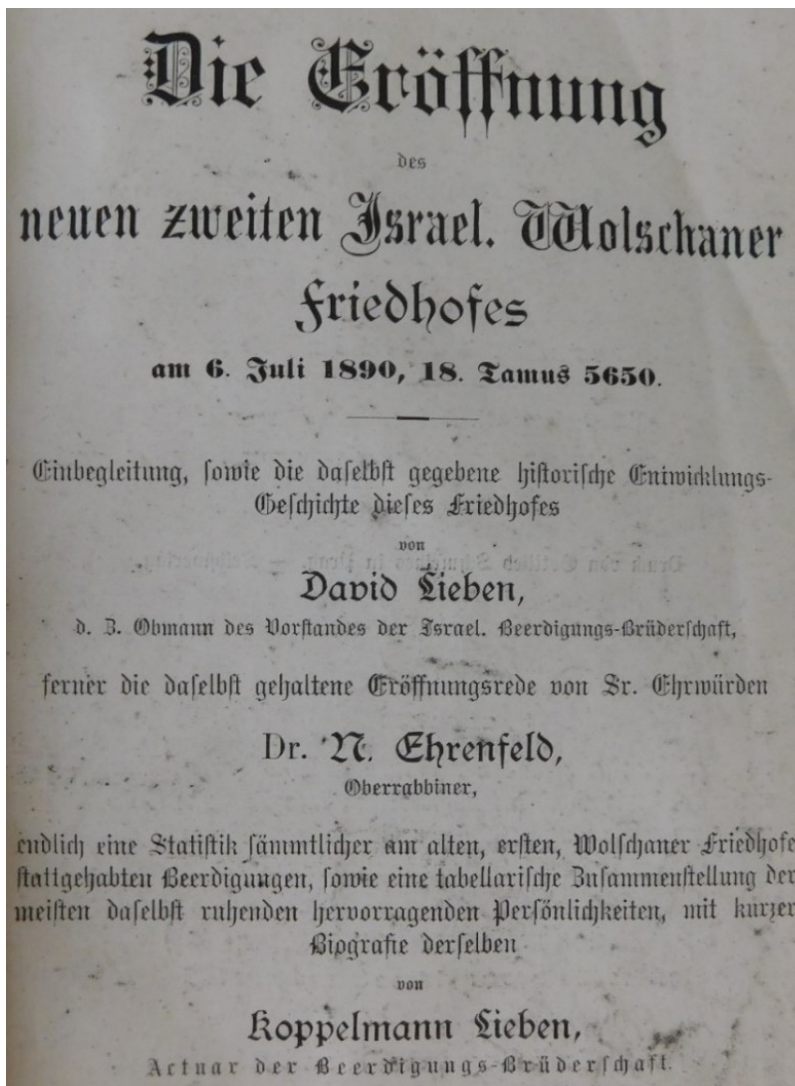 Die Eröffnung
des
neuen zweiten Israel. Wolschaner
Friedhofes
am 6. Juli 1890, 18. Tamus 5650.
Einbegleitung, sowie die daselbst gegebene historische Entwicklungs-
Geschichte dieses Friedhofes
von
David Lieben,
d. Z. Obmann des Vorstandes der Israel. Beerdigungs-Brüderschaft,
ferner die daselbst gehaltene Eröffnungsrede von Sr. Ehrwürden
Dr. N. Ehrenfeld,
Oberrabbiner,
endlich eine Statistik sämmtlicher am alten, ersten, Wolschaner Friedhofe
stattgehabten Beerdigungen, sowie eine tabellarische Zusammenstellung der
meisten daselbst ruhenden hervorragenden Persönlichkeiten, mit kurzer
Biografie derselben
von
Koppelmann Lieben,
Actuar der Beerdigungs-Brüderschaft.